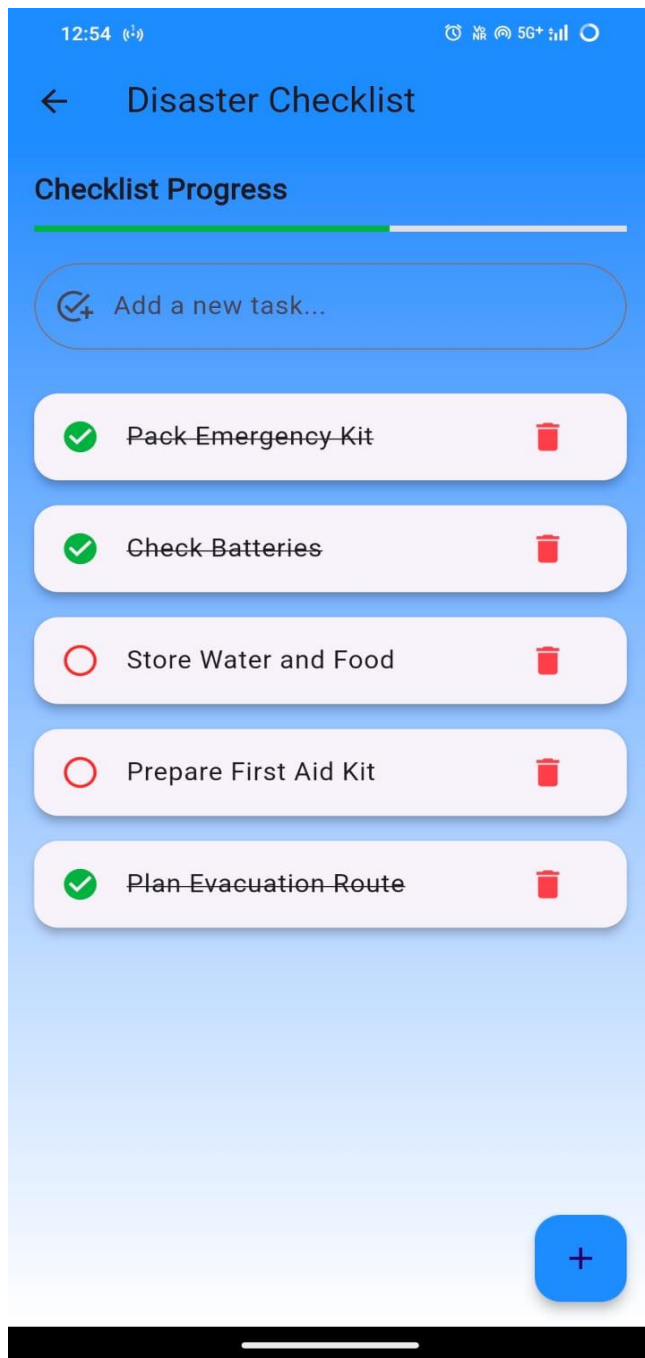 12:54
5G+
Disaster Checklist
Checklist Progress
Add a new task...
Pack Emergency Kit
Check Batteries
Store Water and Food
Prepare First Aid Kit
Plan Evacuation Route